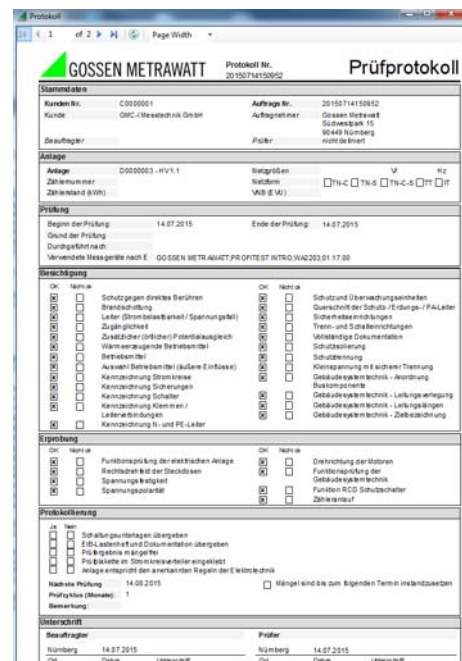 Protokoll
1 of 2 Page Width
GOSSEN METRAWATT
Protokoll Nr.
20150714150952
Prüfprotokoll
Stammdaten
Kunden Nr. C0000001 Auftrags Nr. 20150714150952
Kunde GMC-I Messtechnik GmbH Auftragnehmer Gossen Metrawatt
Südwestpark 15
90449 Nürnberg
Beauftragter Prüfer nicht definiert
Anlage
Anlage D0000003 - HV1.1 Netzgrößen V/ Hz
Zählernummer Netzform TN-C TN-S TN-C-S TT IT
Zählerstand (kWh) VNB (EVU)
Prüfung
Beginn der Prüfung: 14.07.2015 Ende der Prüfung: 14.07.2015
Grund der Prüfung
Durchgeführt nach:
Verwendete Messgeräte nach E GOSSEN METRAWATT;PROFITEST INTRO;WA2203;01.17.00
Besichtigung
OK Nicht ok OK Nicht ok
Schutz gegen direktes Berühren Schutz und Überwachungseinheiten
Brandschottung Querschnitt der Schutz- / Erdungs- / PA-Leiter
Leiter (Strombelastbarkeit / Spannungsfall) Sicherheitseinrichtungen
Zugänglichkeit Trenn- und Schalteinrichtungen
Zusätzlicher (örtlicher) Potentialausgleich Vollständige Dokumentation
Wärmeerzeugende Betriebsmittel Schutzisolierung
Betriebsmittel Schutztrennung
Auswahl Betriebsmittel (äußere Einflüsse) Kleinspannung mit sicherer Trennung
Kennzeichnung Stromkreise Gebäudesystemtechnik - Anordnung
Buskomponente
Kennzeichnung Sicherungen
Kennzeichnung Schalter Gebäudesystemtechnik - Leitungsverlegung
Kennzeichnung Klemmen / Gebäudesystemtechnik - Leitungslängen
Leiterverbindungen Gebäudesystemtechnik - Zielbezeichnung
Kennzeichnung N- und PE-Leiter
Erprobung
OK Nicht ok OK Nicht ok
Funktionsprüfung der elektrischen Anlage Drehrichtung der Motoren
Rechtsdrehfeld der Steckdosen Funktionsprüfung der
Gebäudesystemtechnik
Spannungsfestigkeit
Spannungspolarität Funktion RCD Schutzschalter
Zähleranlauf
Protokollierung
Ja Nein
Schaltungsunterlagen übergeben
EIB-Lastenheft und Dokumentation übergeben
Prüfergebnis mängelfrei
Prüfplakette im Stromkreisverteiler eingeklebt
Anlage entspricht den anerkannten Regeln der Elektrotechnik
Nächste Prüfung 14.08.2015 Mängel sind bis zum folgenden Termin instandzusetzen
Prüfzyklus (Monate): 1
Bemerkung:
Unterschrift
Beauftragter Prüfer
Nürnberg 14.07.2015 Nürnberg 14.07.2015
Ort Datum Unterschrift Ort Datum Unterschrift